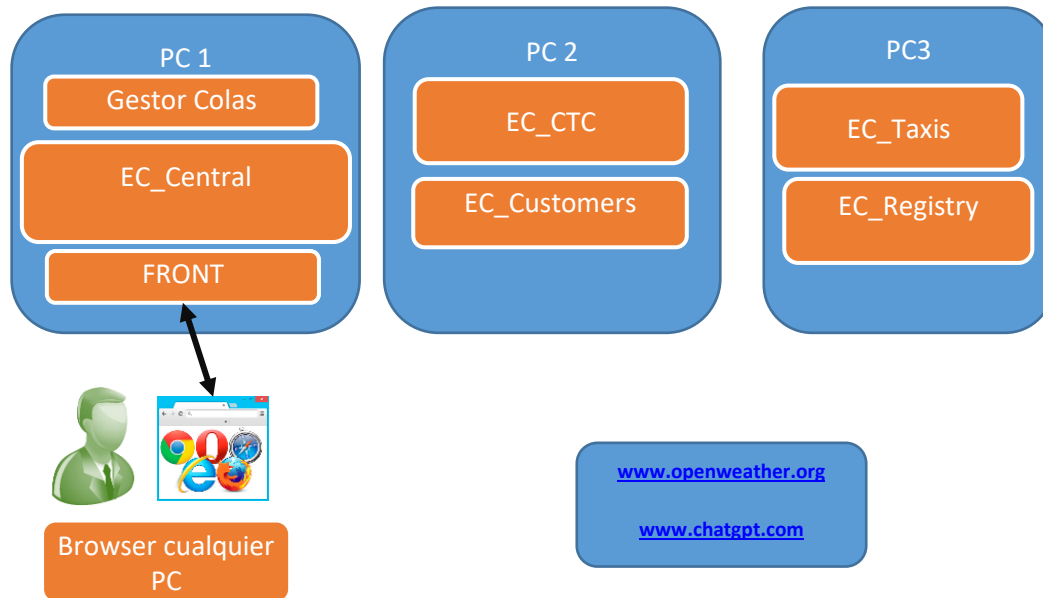 PC 1
Gestor Colas
EC_Central
FRONT
PC 2
EC_CTC
EC_Customers
PC3
EC_Taxis
EC_Registry
Browser cualquier
PC
www.openweather.org
www.chatgpt.com